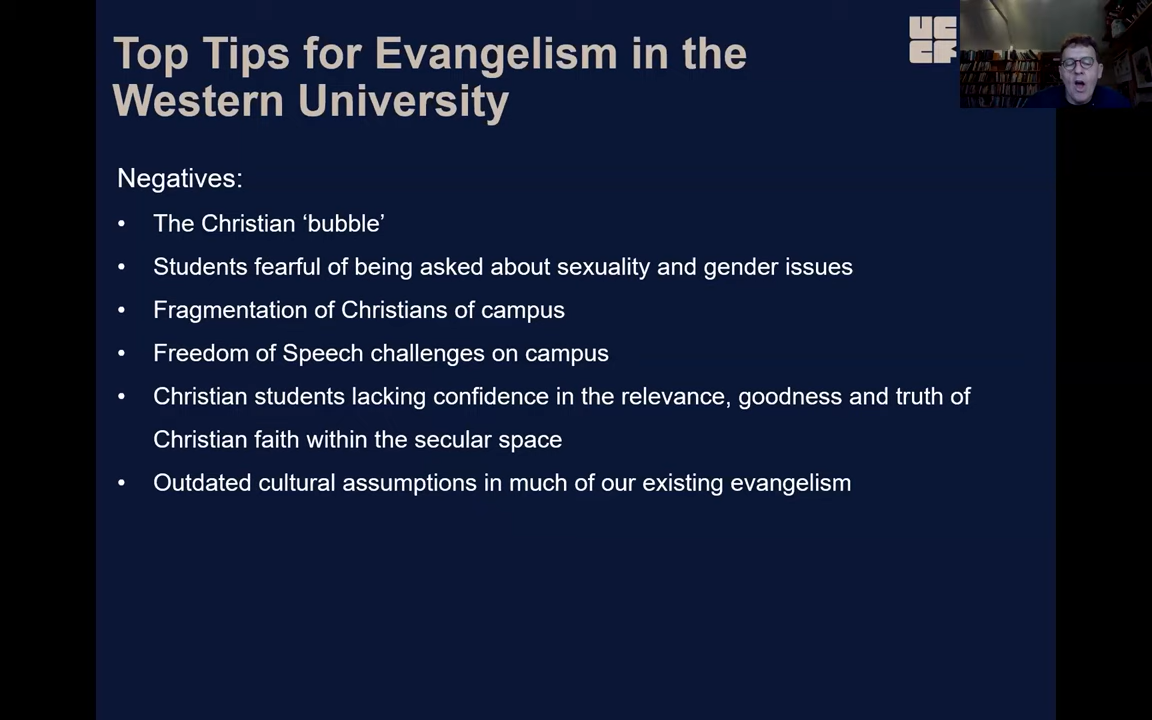 Top Tips for Evangelism in the
Western University
UC
CF
Negatives:
• The Christian ‘bubble’
• Students fearful of being asked about sexuality and gender issues
• Fragmentation of Christians of campus
• Freedom of Speech challenges on campus
• Christian students lacking confidence in the relevance, goodness and truth of
Christian faith within the secular space
• Outdated cultural assumptions in much of our existing evangelism